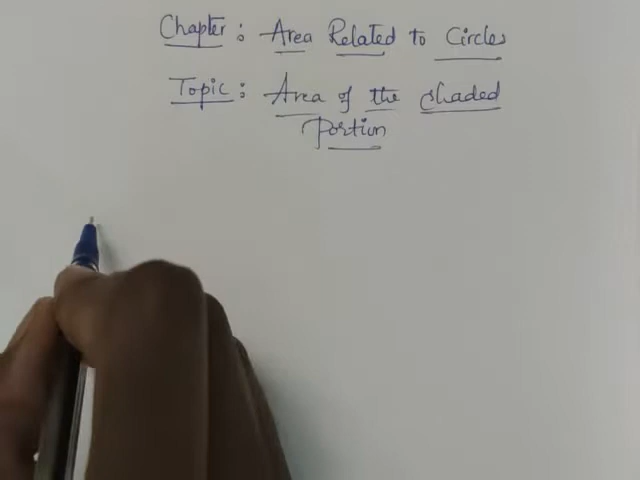 Chapter: Area Related to Circles
Topic: Area of the shaded
Portion